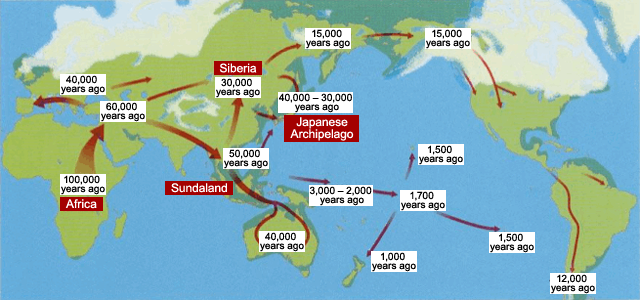 15,000
years ago
15,000
years ago
Siberia
40,000
years ago
30,000
years ago
60,000
years ago
40,000 – 30,000
years ago
Japanese
Archipelago
50,000
years ago
1,500
years ago
100,000
years ago
Sundaland
3,000 – 2,000
years ago
1,700
years ago
Africa
40,000
years ago
1,500
years ago
1,000
years ago
12,000
years ago